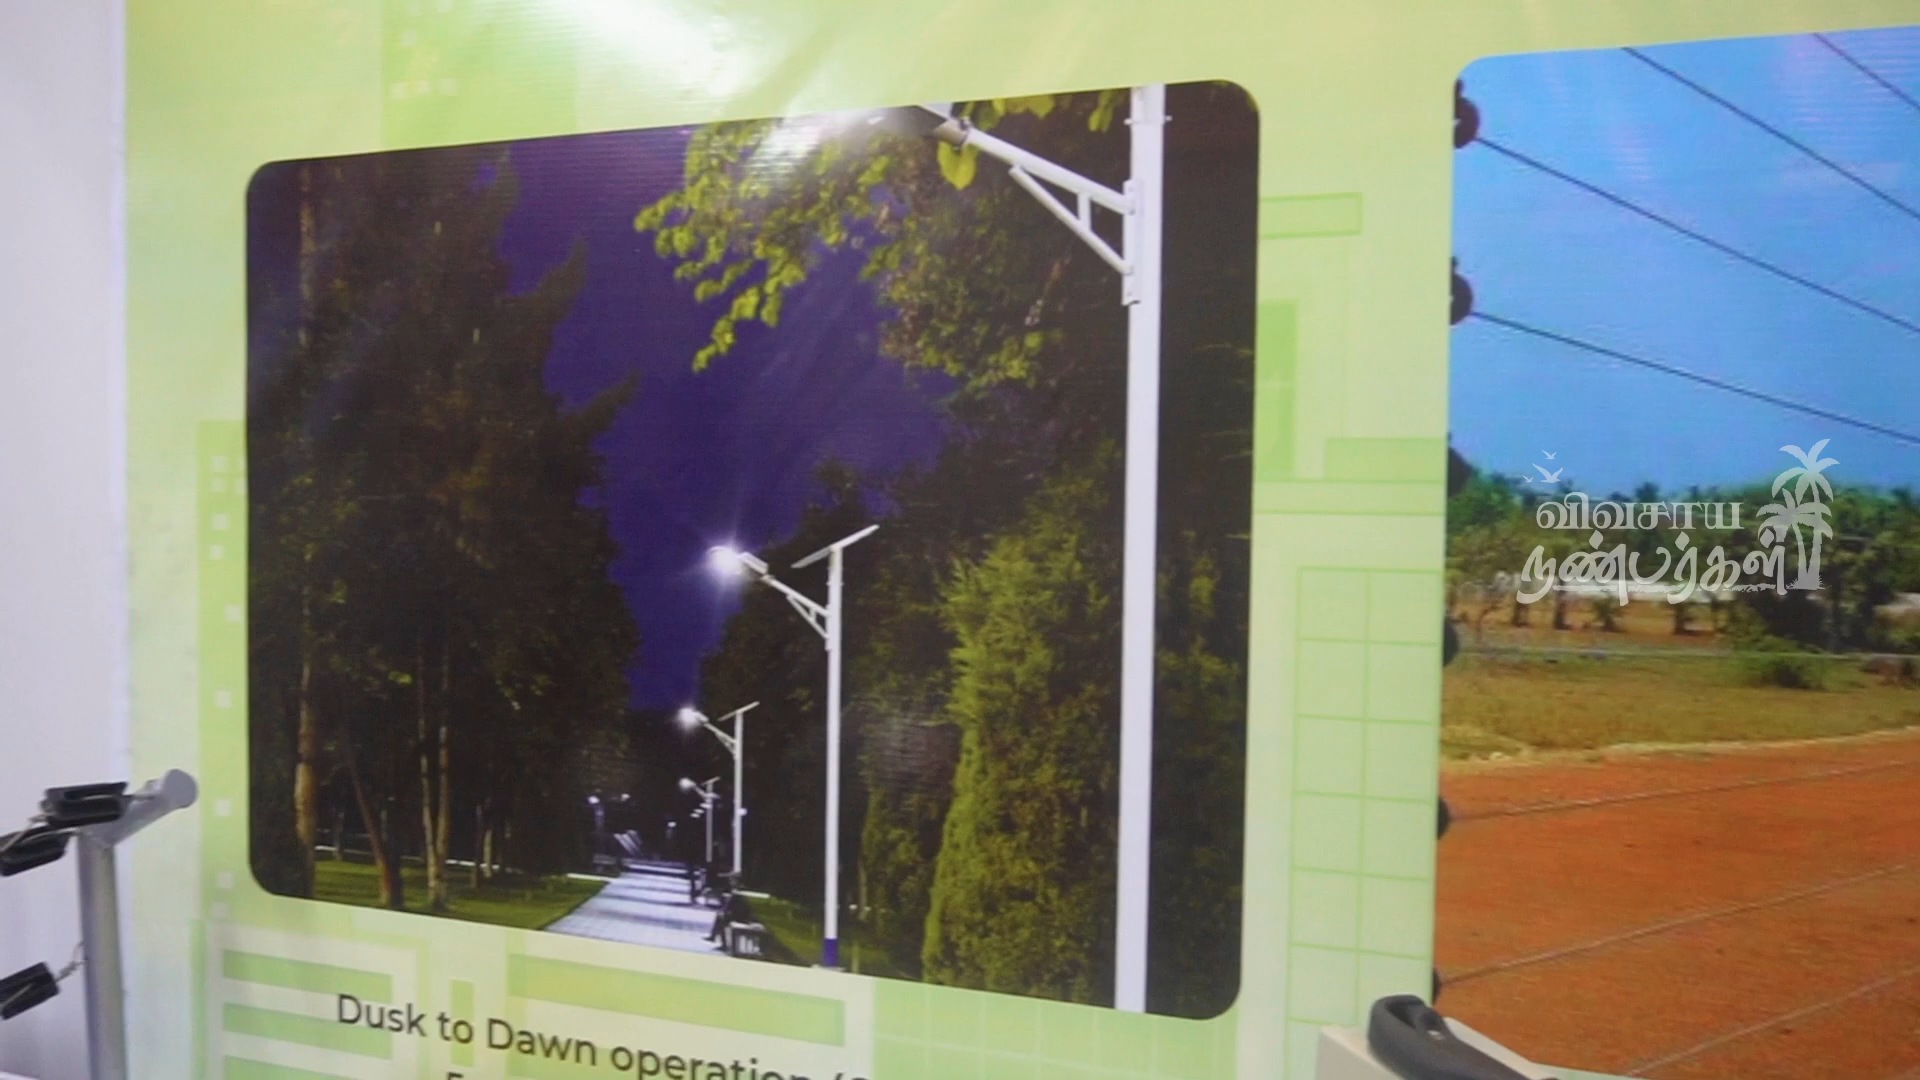 விவசாய
நண்பர்கள்
Dusk to Dawn operation